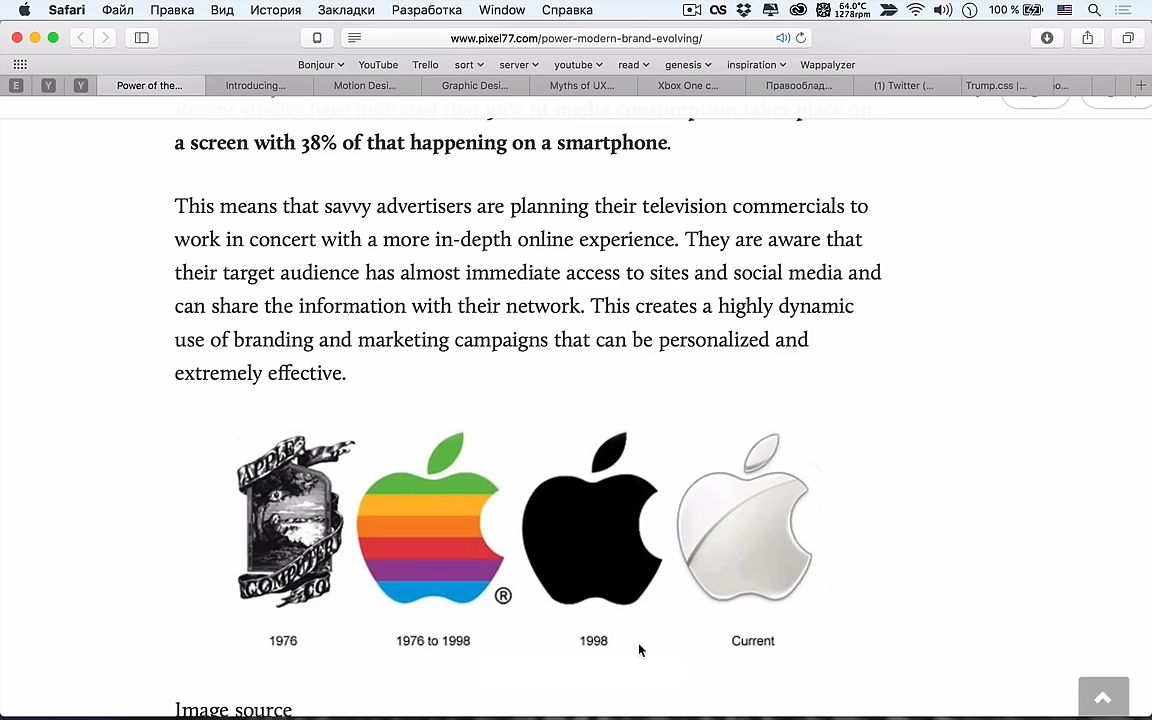 Safari Файл Правка Вид История Закладки Разработка Window Справка 64.0°C 1278rpm 100 %
www.pixel77.com/power-modern-brand-evolving/
Bonjour YouTube Trello sort server youtube read genesis inspiration Wappalyzer
E Y Y Power of the... Introducing... Motion Desi... Graphic Desi... Myths of UX... Xbox One c... Правооблад... (1) Twitter (... Trump.css |...
a screen with 38% of that happening on a smartphone.
This means that savvy advertisers are planning their television commercials to
work in concert with a more in-depth online experience. They are aware that
their target audience has almost immediate access to sites and social media and
can share the information with their network. This creates a highly dynamic
use of branding and marketing campaigns that can be personalized and
extremely effective.
APPLE
COMPUTER
CO
®
1976 1976 to 1998 1998 Current
Image source